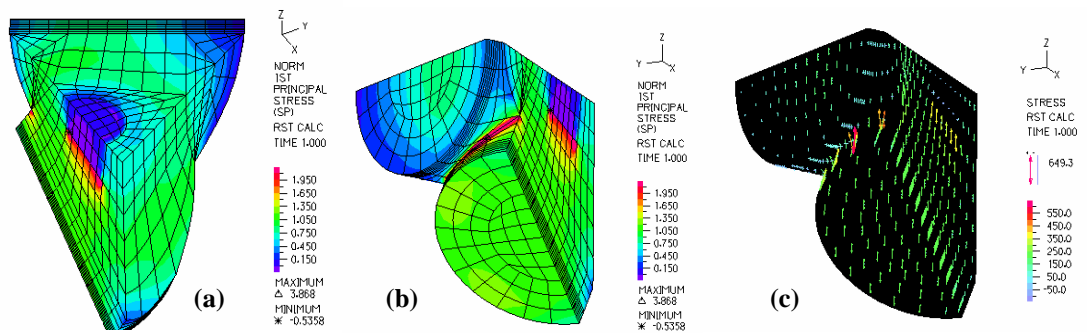 Z
Y
X
NORM
1ST
PRINCIPAL
STRESS
(SP)
RST CALC
TIME 1.000
1.950
1.650
1.350
1.050
0.750
0.450
0.150
MAXIMUM
Δ 3.868
MINIMUM
✳ -0.5358
(a)
Z
Y X
NORM
1ST
PRINCIPAL
STRESS
(SP)
RST CALC
TIME 1.000
1.950
1.650
1.350
1.050
0.750
0.450
0.150
MAXIMUM
Δ 3.868
MINIMUM
✳ -0.5358
(b)
Z
Y X
STRESS
RST CALC
TIME 1.000
649.3
550.0
450.0
350.0
250.0
150.0
50.0
-50.0
(c)